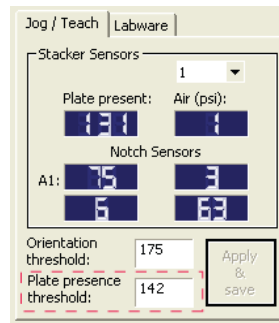 Jog / Teach Labware
Stacker Sensors
1
Plate present: Air (psi):
131 1
Notch Sensors
A1: 75 3
6 63
Orientation
threshold: 175
Plate presence
threshold: 142
Apply
&
save